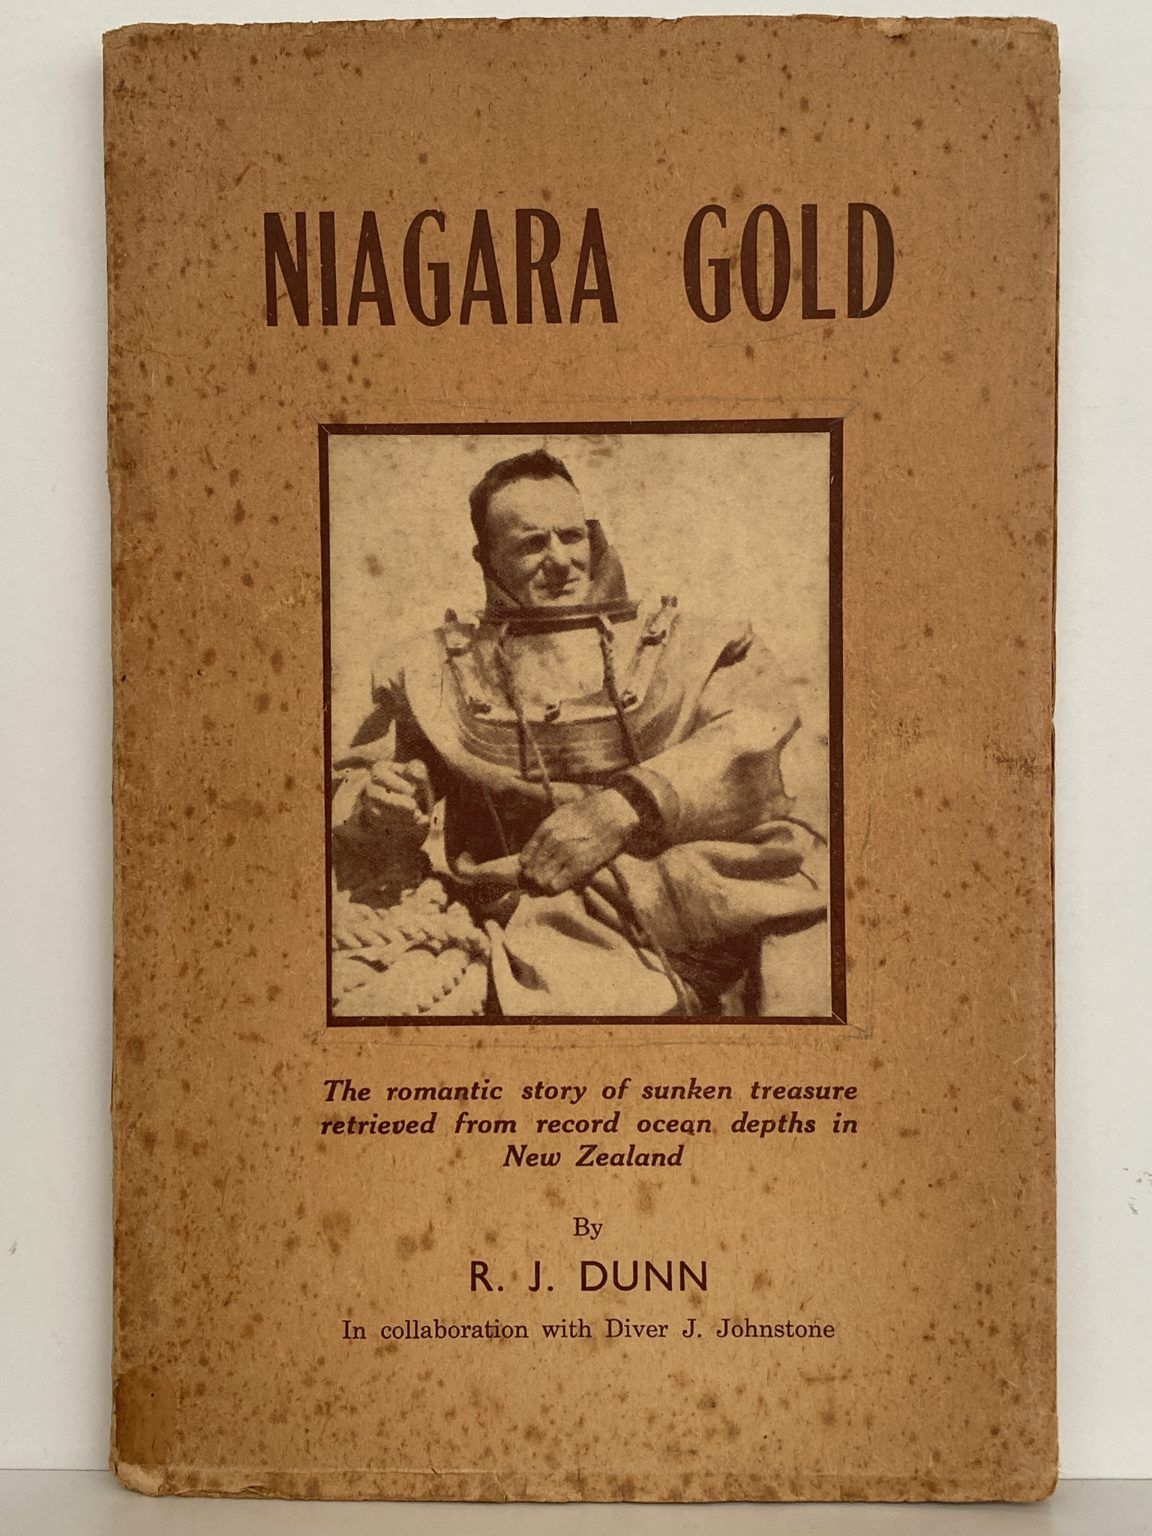 NIAGARA GOLD
The romantic story of sunken treasure
retrieved from record ocean depths in
New Zealand
By
R. J. DUNN
In collaboration with Diver J. Johnstone